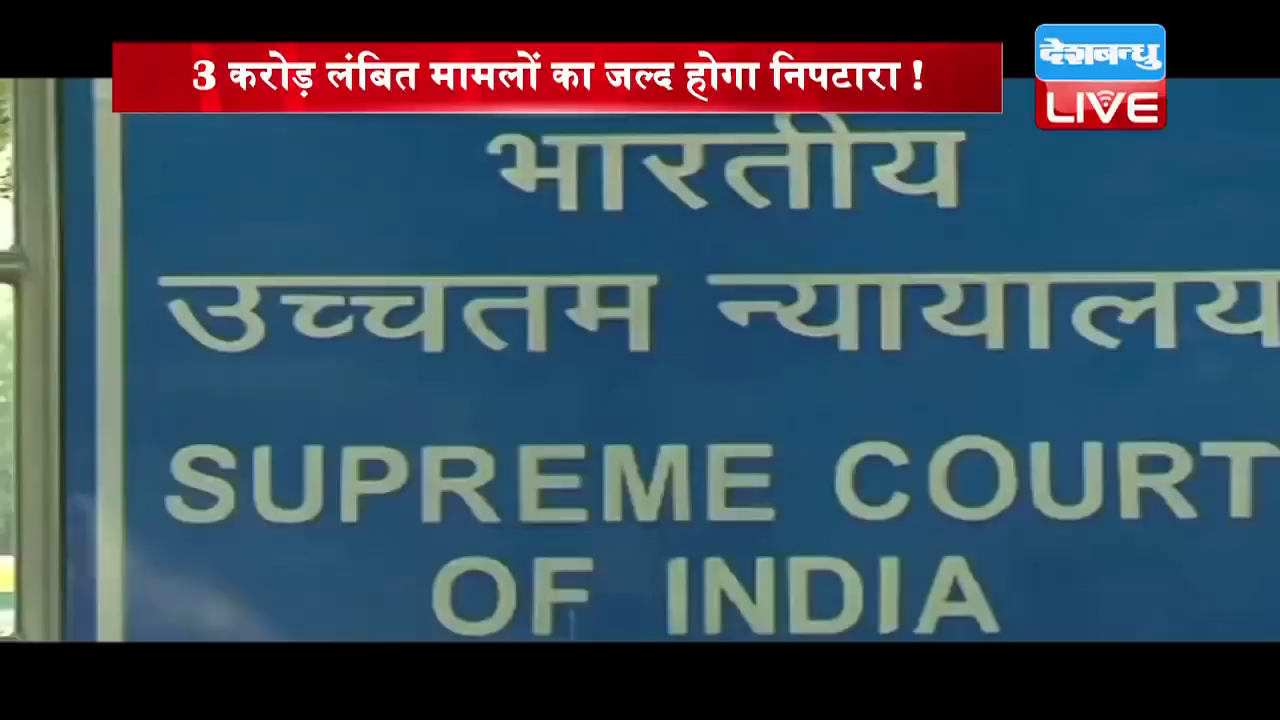 3 करोड़ लंबित मामलों का जल्द होगा निपटारा !
देशबन्धु
LIVE
भारतीय
उच्चतम न्यायालय
SUPREME COURT
OF INDIA